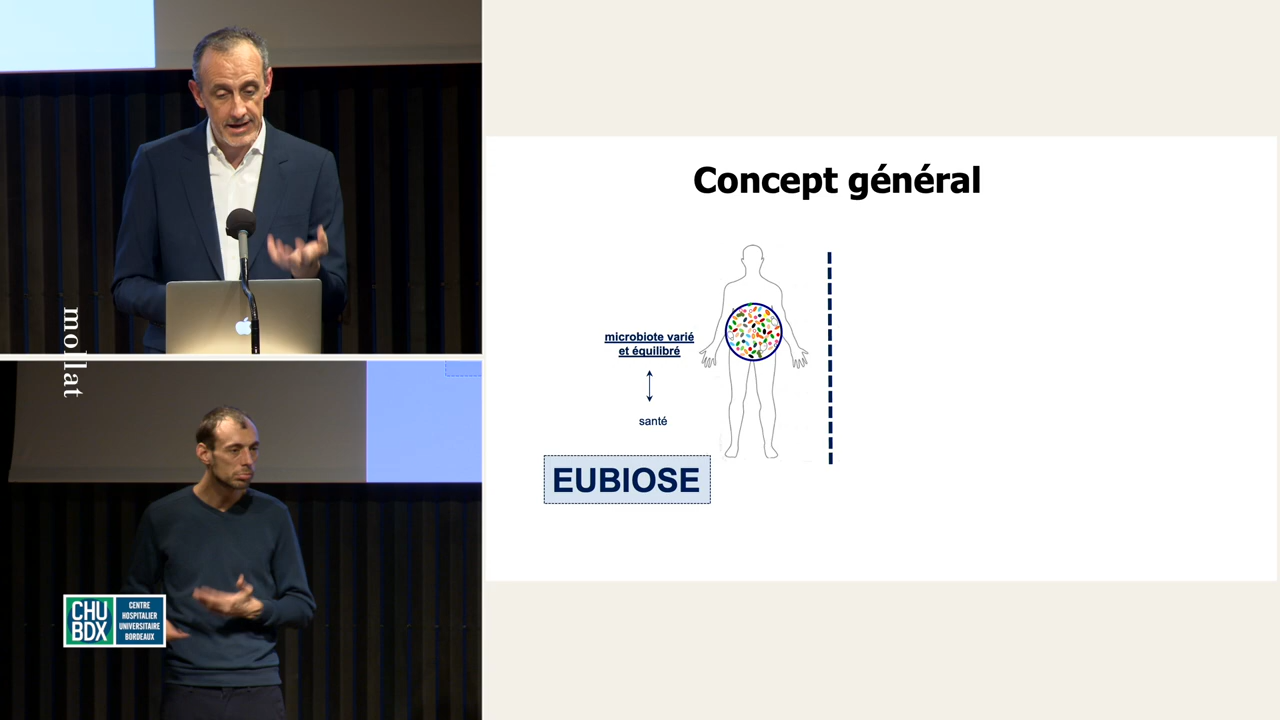 mollat
CHU
BDX
CENTRE
HOSPITALIER
UNIVERSITAIRE
BORDEAUX
Concept général
microbiote varié
et équilibré
santé
EUBIOSE